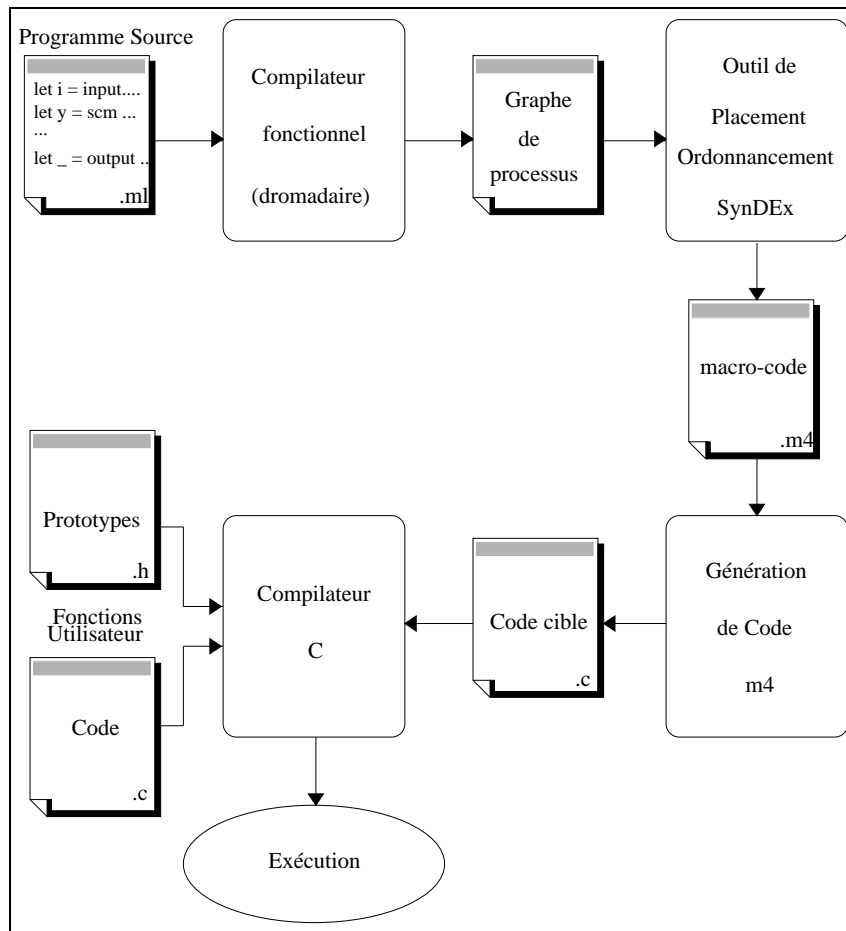 Programme Source
let i = input....
let y = scm ...
...
let _ = output ..
.ml
Compilateur
fonctionnel
(dromadaire)
Graphe
de
processus
Outil de
Placement
Ordonnancement
SynDEx
macro-code
.m4
Génération
de Code
m4
Code cible
.c
Compilateur
C
Prototypes
.h
Fonctions
Utilisateur
Code
.c
Exécution